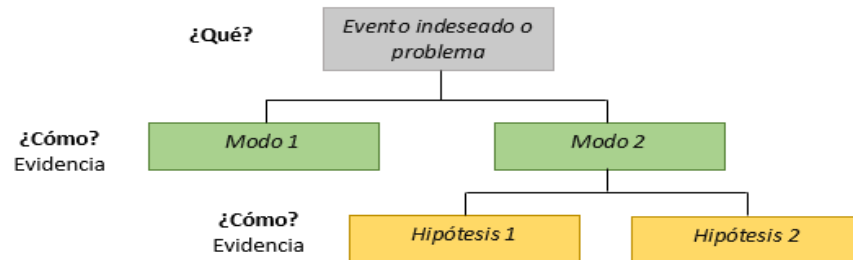 ¿Qué?
Evento indeseado o
problema
¿Cómo?
Evidencia
Modo 1
Modo 2
¿Cómo?
Evidencia
Hipótesis 1
Hipótesis 2